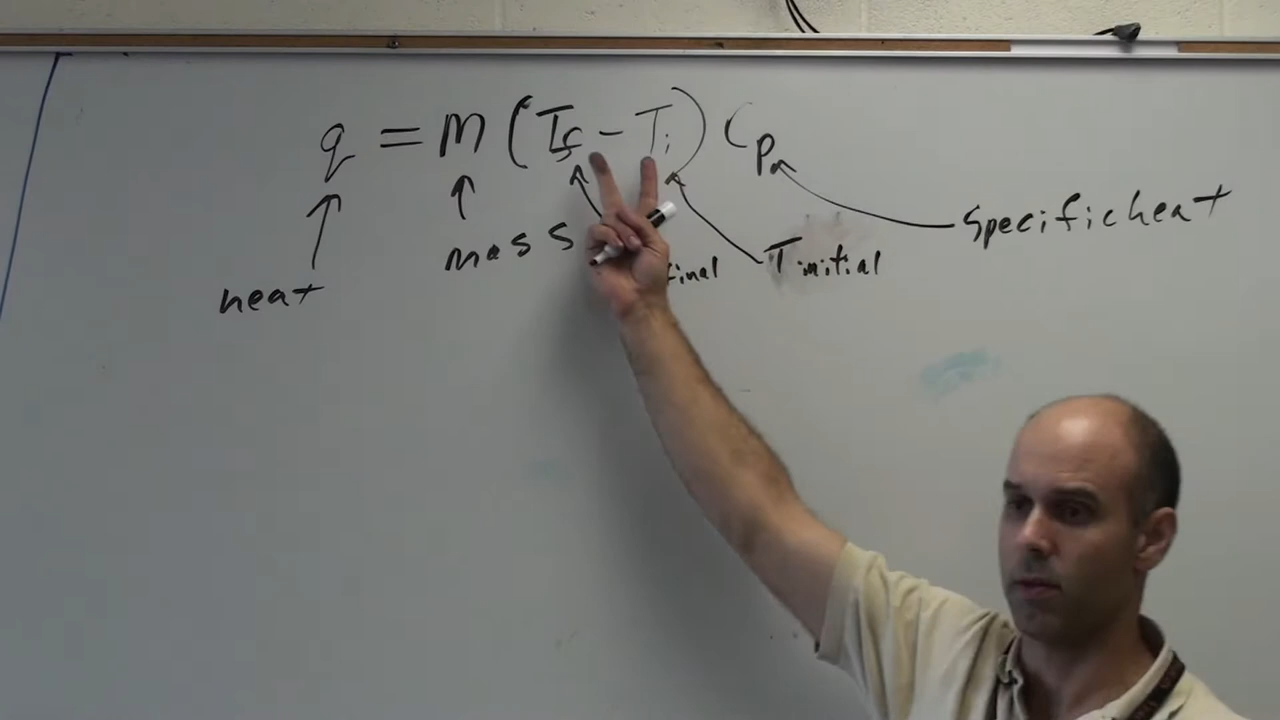 q = m (Tf - Ti) Cp
heat
mass
final
Tinitial
Specific heat